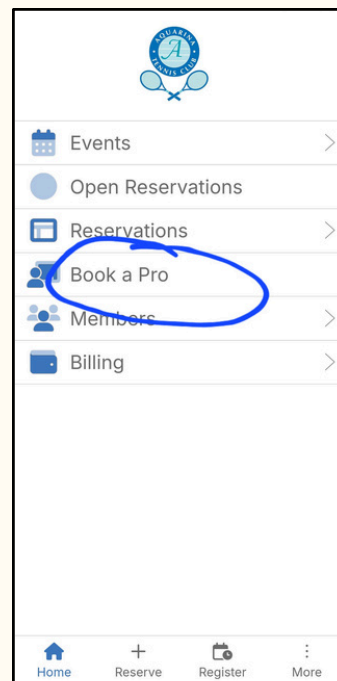 AQUARINA
A
TENNIS CLUB
Events
Open Reservations
Reservations
Book a Pro
Members
Billing
Home
Reserve
Register
More